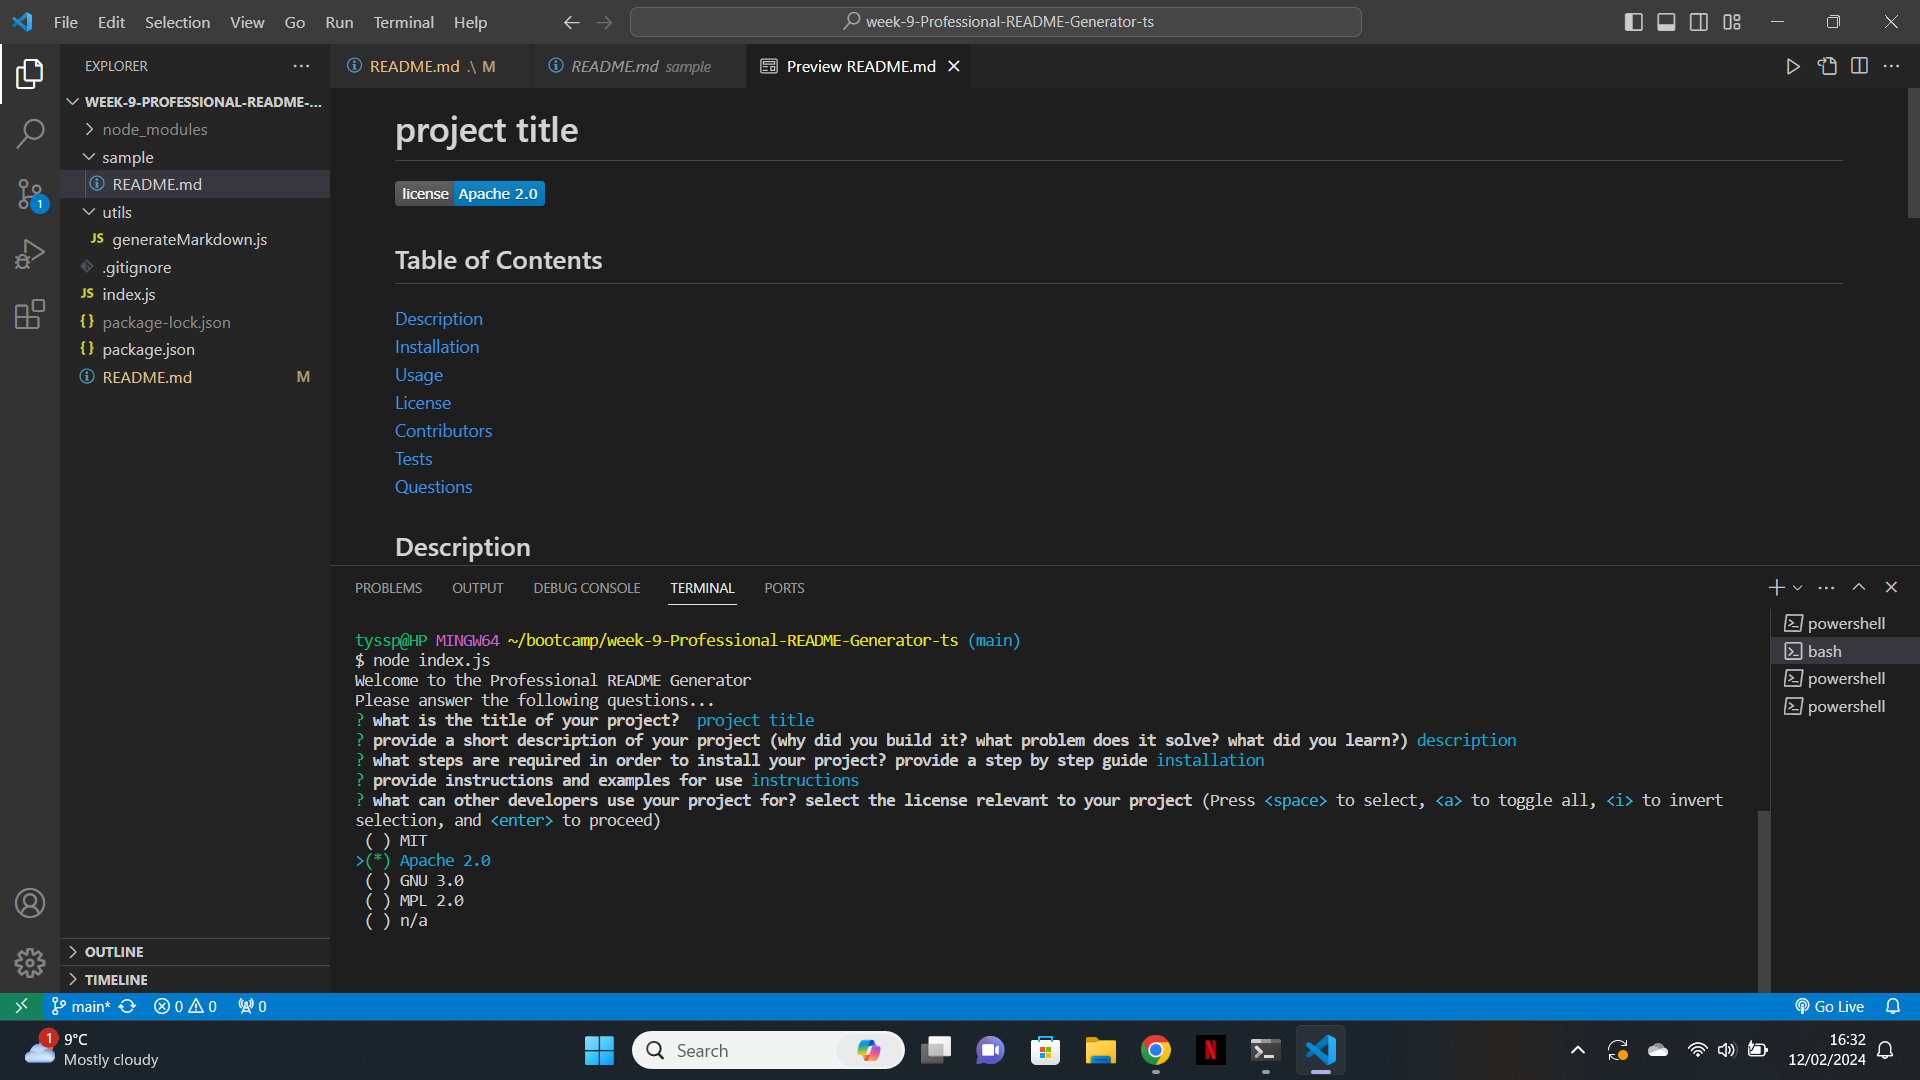 File Edit Selection View Go Run Terminal Help
week-9-Professional-README-Generator-ts
EXPLORER
README.md .\ M
README.md sample
Preview README.md
WEEK-9-PROFESSIONAL-README-...
node_modules
sample
README.md
utils
JS generateMarkdown.js
.gitignore
JS index.js
{} package-lock.json
{} package.json
README.md M
1
OUTLINE
TIMELINE
project title
license Apache 2.0
Table of Contents
Description
Installation
Usage
License
Contributors
Tests
Questions
Description
PROBLEMS OUTPUT DEBUG CONSOLE TERMINAL PORTS
tyssp@HP MINGW64 ~/bootcamp/week-9-Professional-README-Generator-ts (main)
$ node index.js
Welcome to the Professional README Generator
Please answer the following questions...
? what is the title of your project?  project title
? provide a short description of your project (why did you build it? what problem does it solve? what did you learn?) description
? what steps are required in order to install your project? provide a step by step guide installation
? provide instructions and examples for use instructions
? what can other developers use your project for? select the license relevant to your project (Press <space> to select, <a> to toggle all, <i> to invert
selection, and <enter> to proceed)
( ) MIT
>(*) Apache 2.0
( ) GNU 3.0
( ) MPL 2.0
( ) n/a
powershell
bash
powershell
powershell
main* 0 0 0
Go Live
1
9°C
Mostly cloudy
Search
N
16:32
12/02/2024